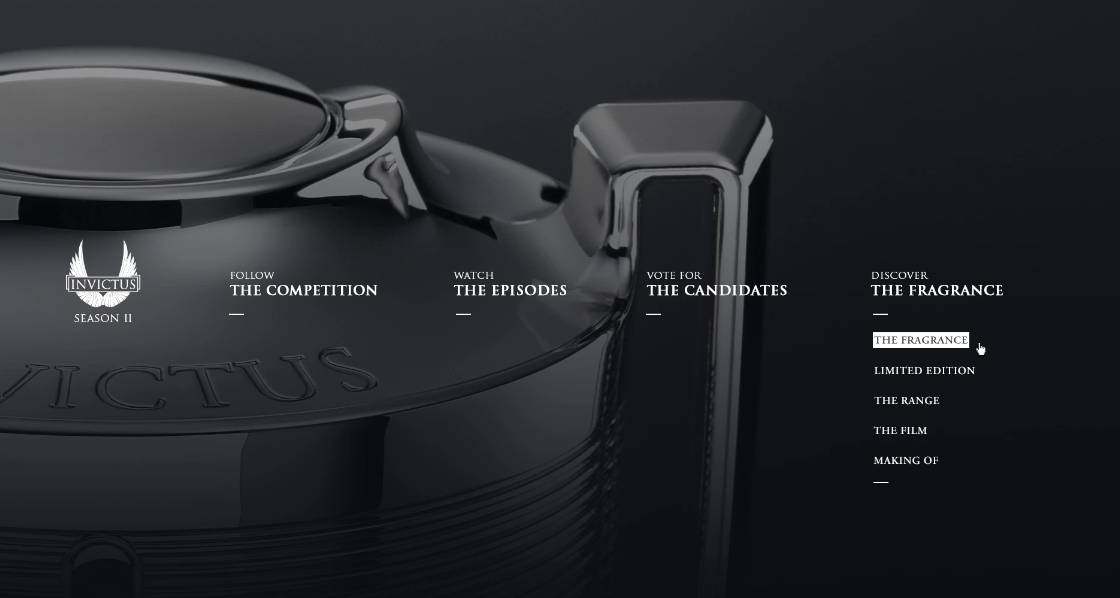 INVICTUS
SEASON II
FOLLOW
THE COMPETITION
WATCH
THE EPISODES
VOTE FOR
THE CANDIDATES
DISCOVER
THE FRAGRANCE
THE FRAGRANCE
LIMITED EDITION
THE RANGE
THE FILM
MAKING OF
VICTUS